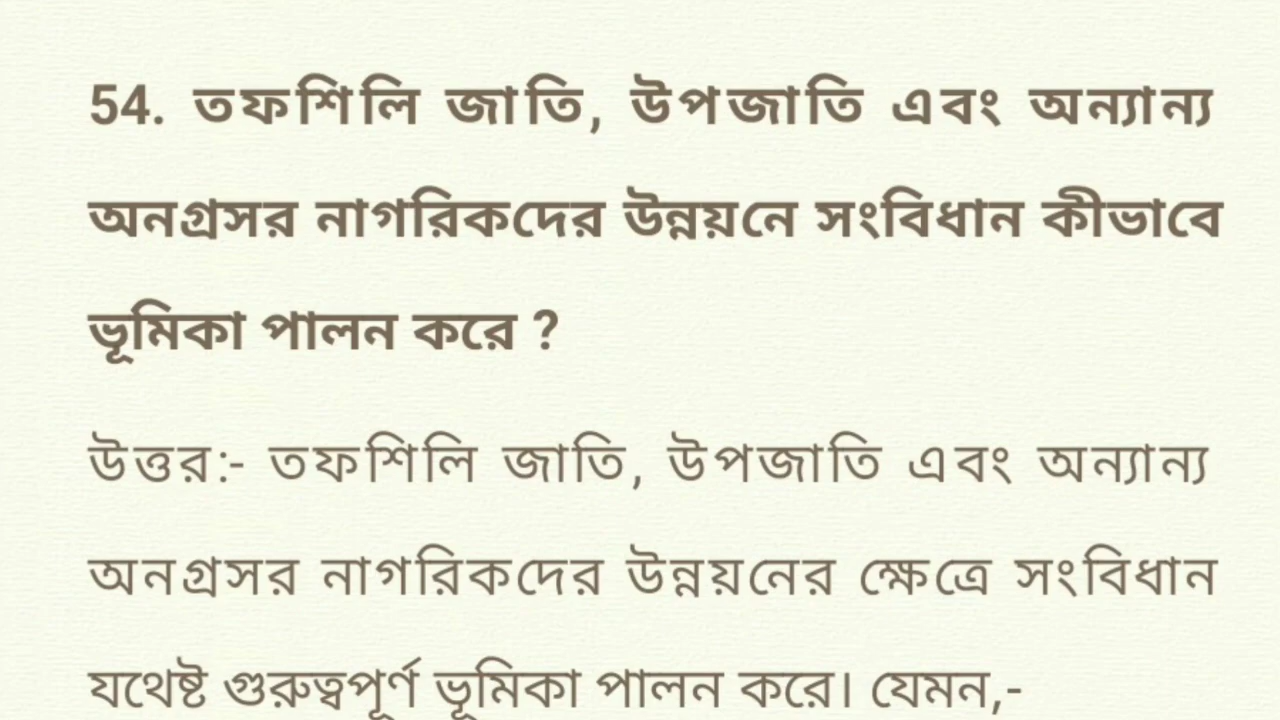 54. তফশিলি জাতি, উপজাতি এবং অন্যান্য
অনগ্রসর নাগরিকদের উন্নয়নে সংবিধান কীভাবে
ভূমিকা পালন করে ?
উত্তর:- তফশিলি জাতি, উপজাতি এবং অন্যান্য
অনগ্রসর নাগরিকদের উন্নয়নের ক্ষেত্রে সংবিধান
যথেষ্ট গুরুত্বপূর্ণ ভূমিকা পালন করে। যেমন,-